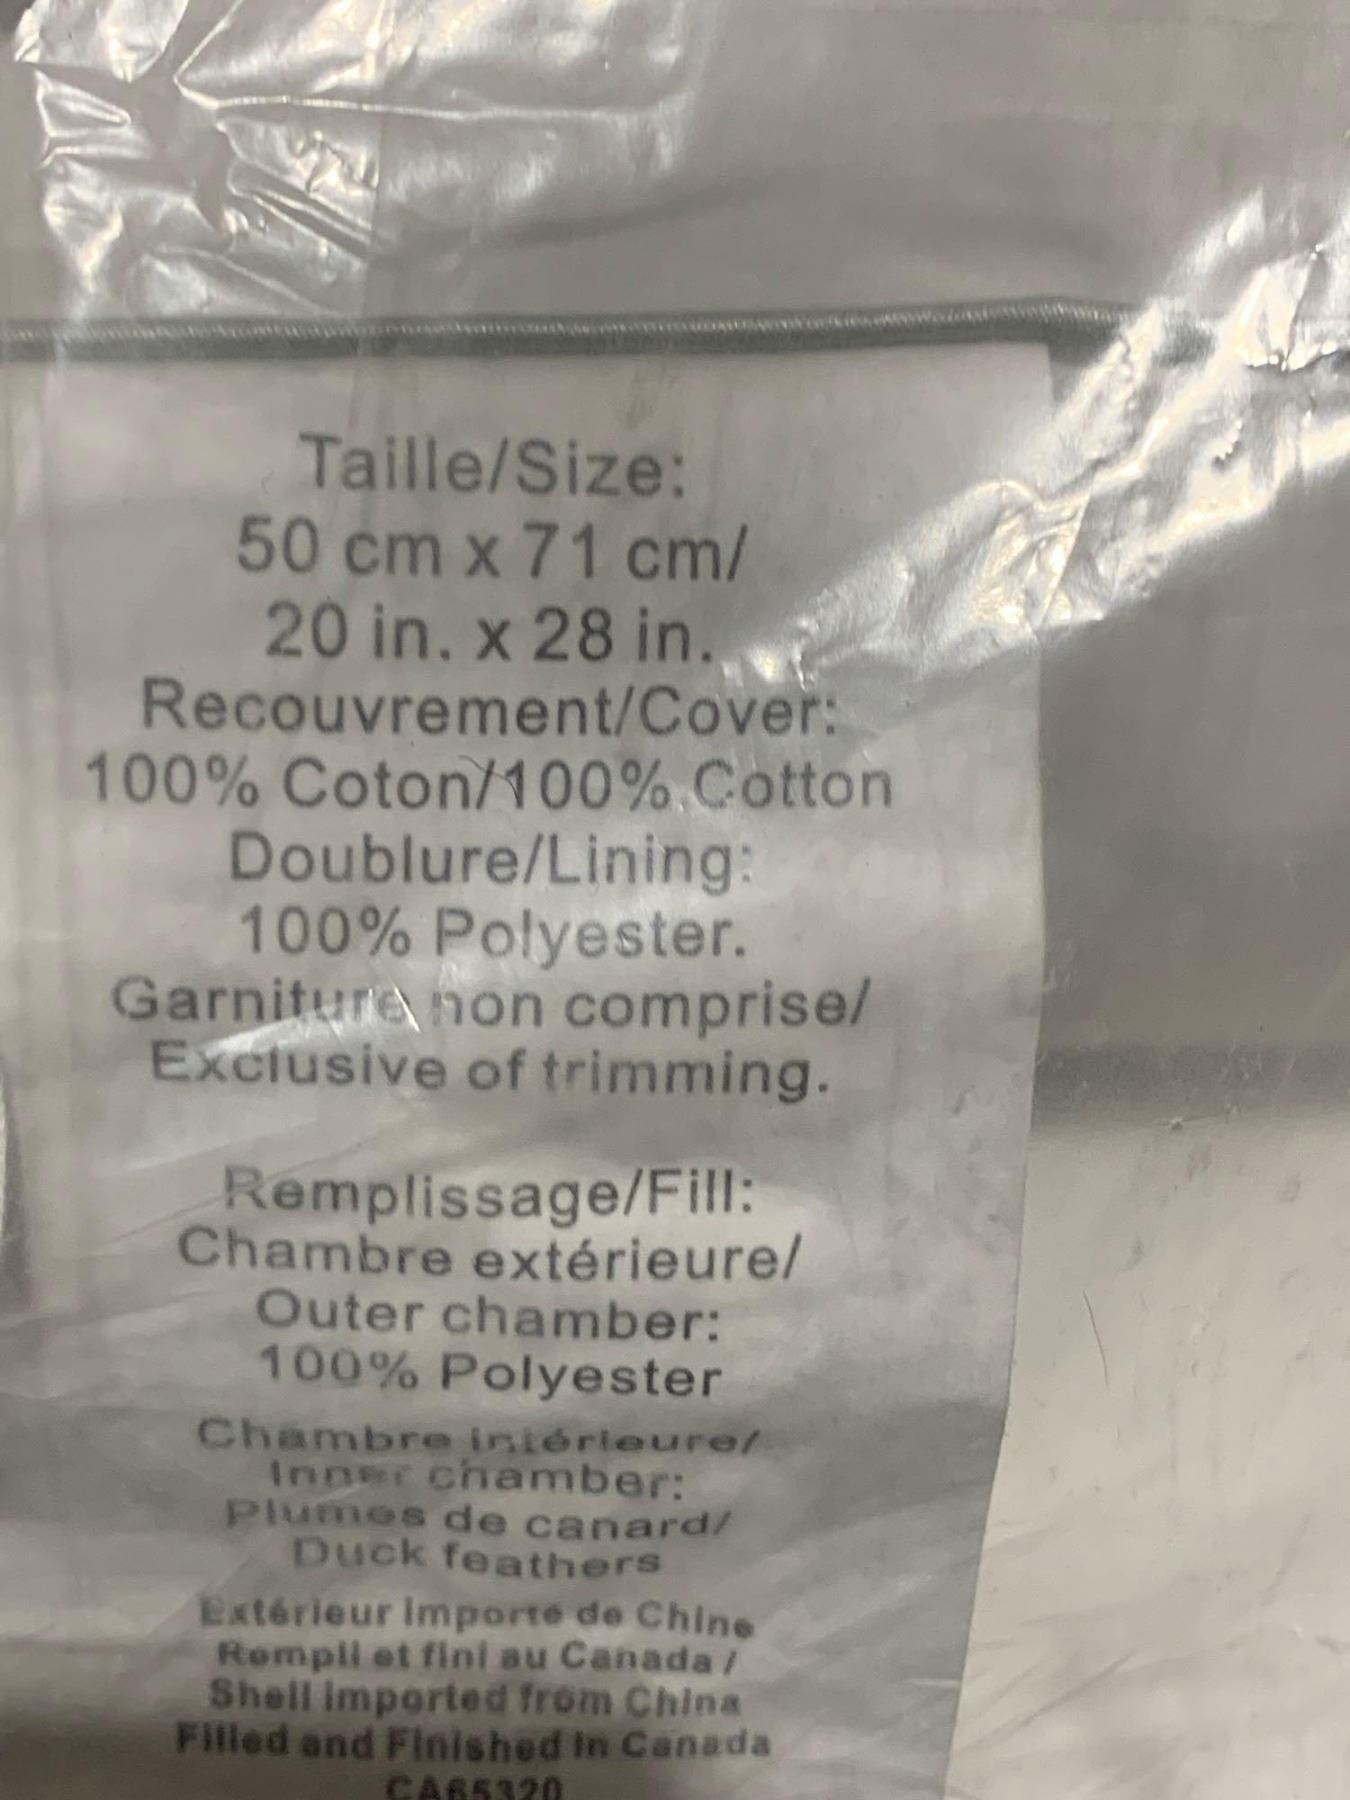 Taille/Size:
50 cm x 71 cm/
20 in. x 28 in.
Recouvrement/Cover:
100% Coton/100% Cotton
Doublure/Lining:
100% Polyester.
Garniture non comprise/
Exclusive of trimming.
Remplissage/Fill:
Chambre extérieure/
Outer chamber:
100% Polyester
Chambre intérieure/
Inner chamber:
Plumes de canard/
Duck feathers
Extérieur importé de Chine
Rempli et fini au Canada /
Shell imported from China
Filled and Finished in Canada
CA65320